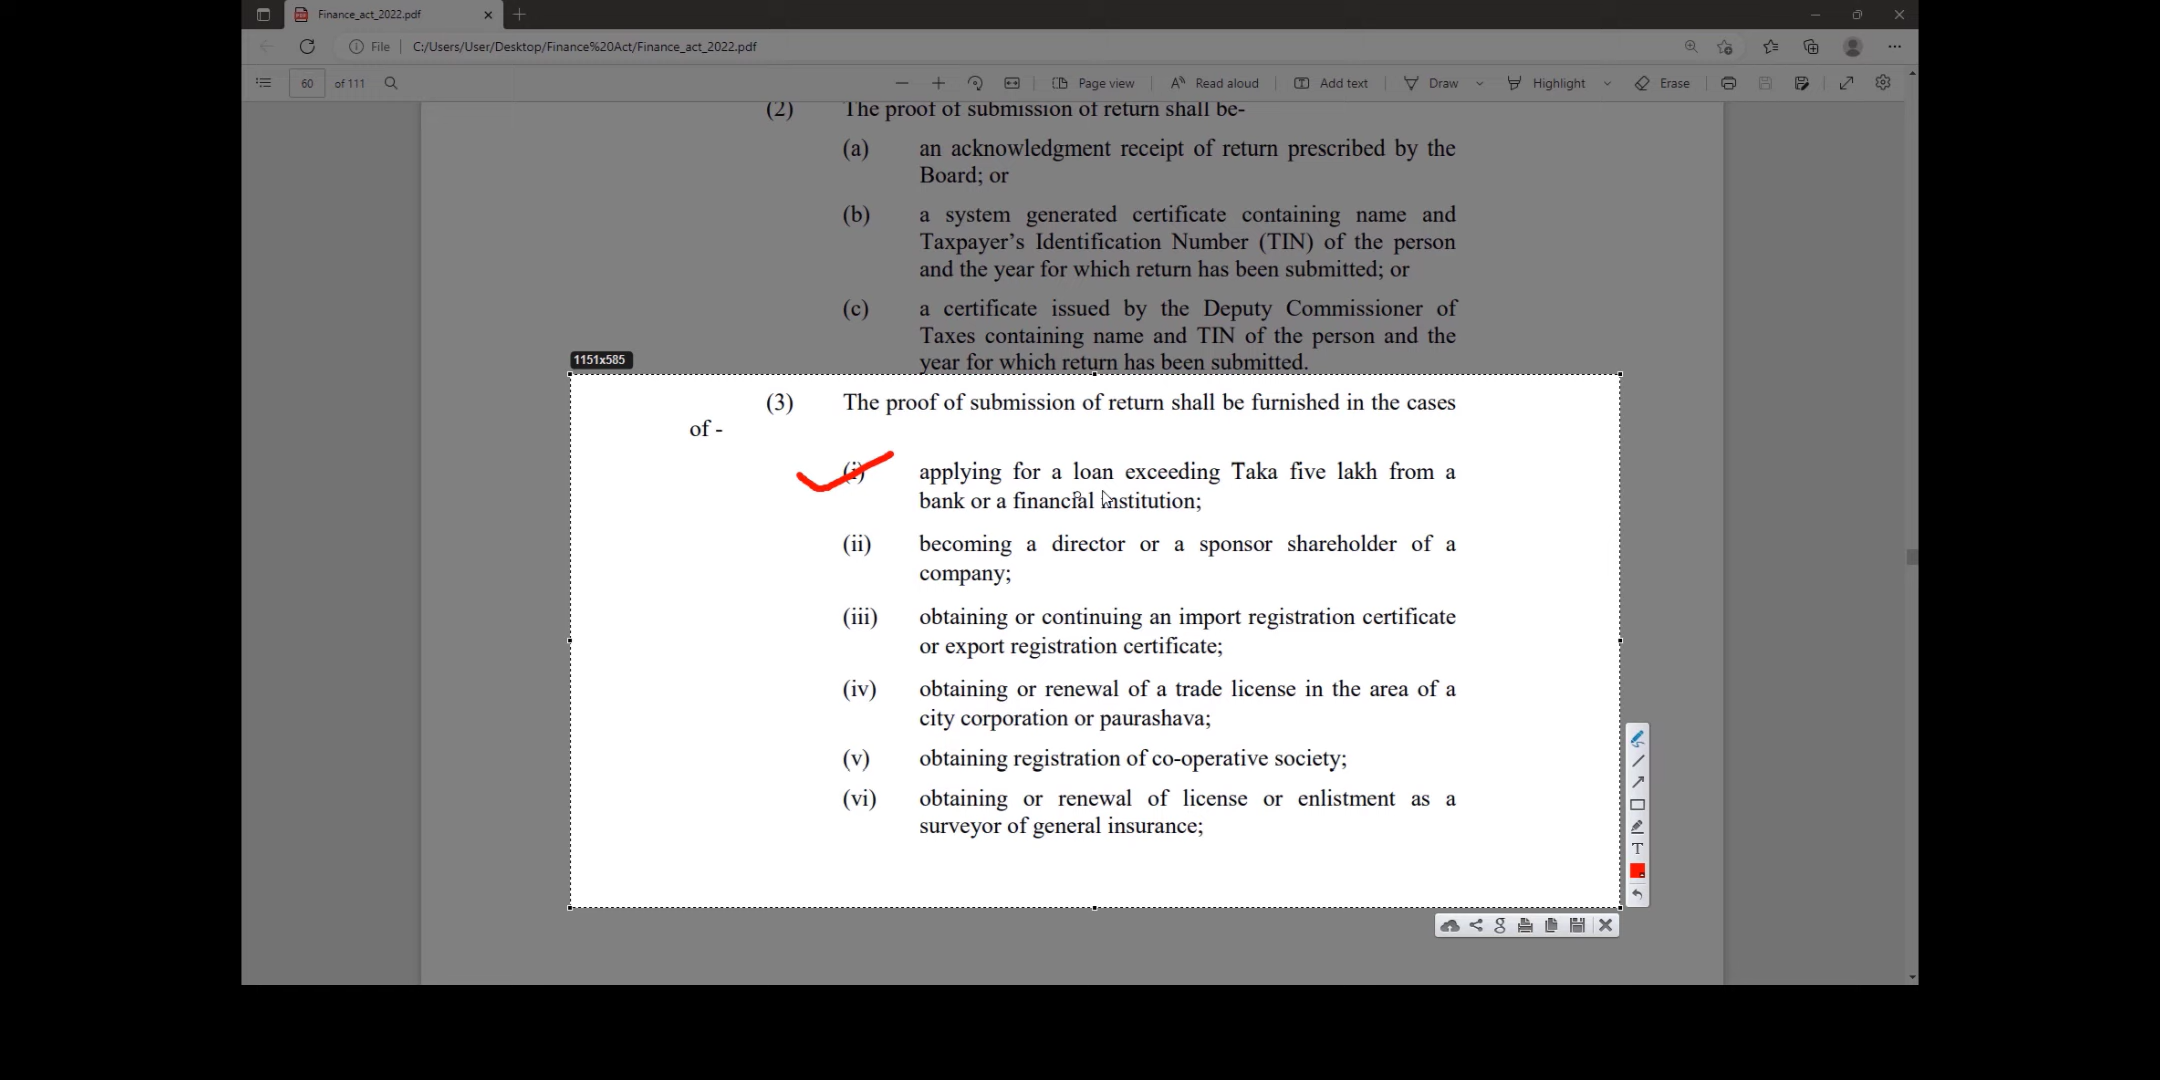 Finance_act_2022.pdf
File
C:/Users/User/Desktop/Finance%20Act/Finance_act_2022.pdf
60 of 111
Page view
Read aloud
Add text
Draw
Highlight
Erase
(2) The proof of submission of return shall be-
(a) an acknowledgment receipt of return prescribed by the
Board; or
(b) a system generated certificate containing name and
Taxpayer’s Identification Number (TIN) of the person
and the year for which return has been submitted; or
(c) a certificate issued by the Deputy Commissioner of
Taxes containing name and TIN of the person and the
year for which return has been submitted.
1151x585
(3) The proof of submission of return shall be furnished in the cases
of -
(i) applying for a loan exceeding Taka five lakh from a
bank or a financial institution;
(ii) becoming a director or a sponsor shareholder of a
company;
(iii) obtaining or continuing an import registration certificate
or export registration certificate;
(iv) obtaining or renewal of a trade license in the area of a
city corporation or paurashava;
(v) obtaining registration of co-operative society;
(vi) obtaining or renewal of license or enlistment as a
surveyor of general insurance;